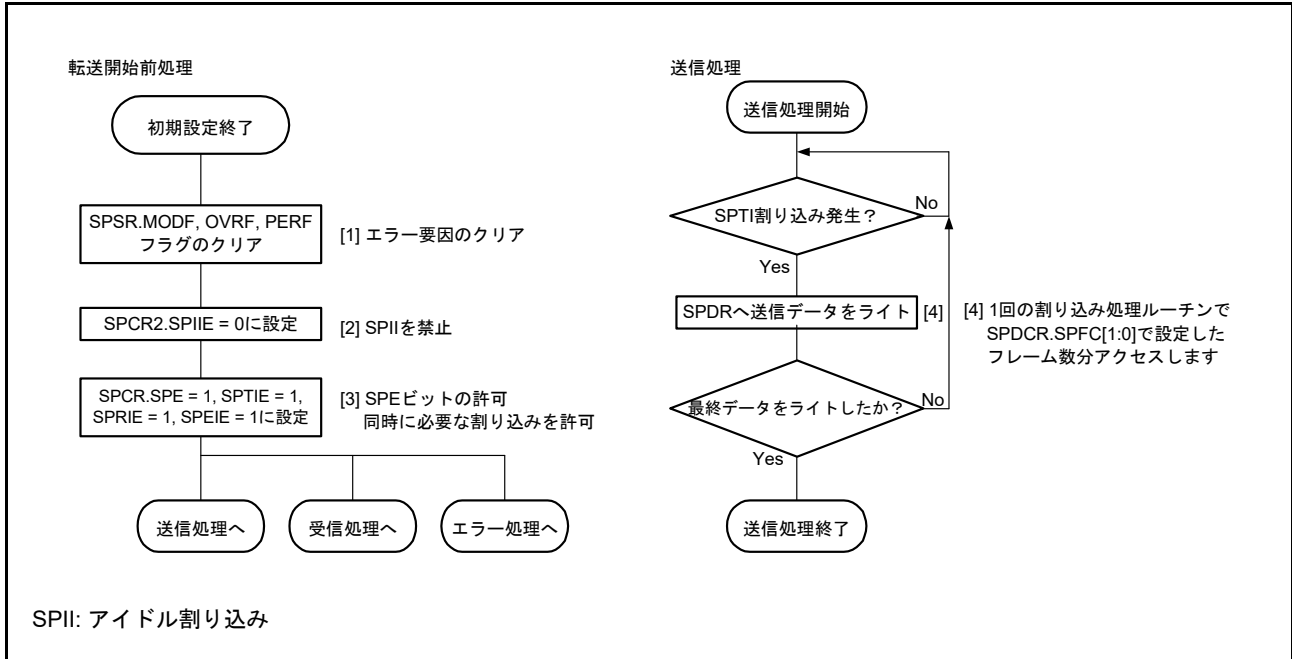 転送開始前処理
初期設定終了
SPSR.MODF, OVRF, PERF
フラグのクリア
[1] エラー要因のクリア
SPCR2.SPIIE = 0に設定
[2] SPIIを禁止
SPCR.SPE = 1, SPTIE = 1,
SPRIE = 1, SPEIE = 1に設定
[3] SPEビットの許可
同時に必要な割り込みを許可
送信処理へ
受信処理へ
エラー処理へ
送信処理
送信処理開始
SPTI割り込み発生？
No
Yes
SPDRへ送信データをライト
[4]
[4] 1回の割り込み処理ルーチンで
SPDCR.SPFC[1:0]で設定した
フレーム数分アクセスします
最終データをライトしたか？
No
Yes
送信処理終了
SPII: アイドル割り込み